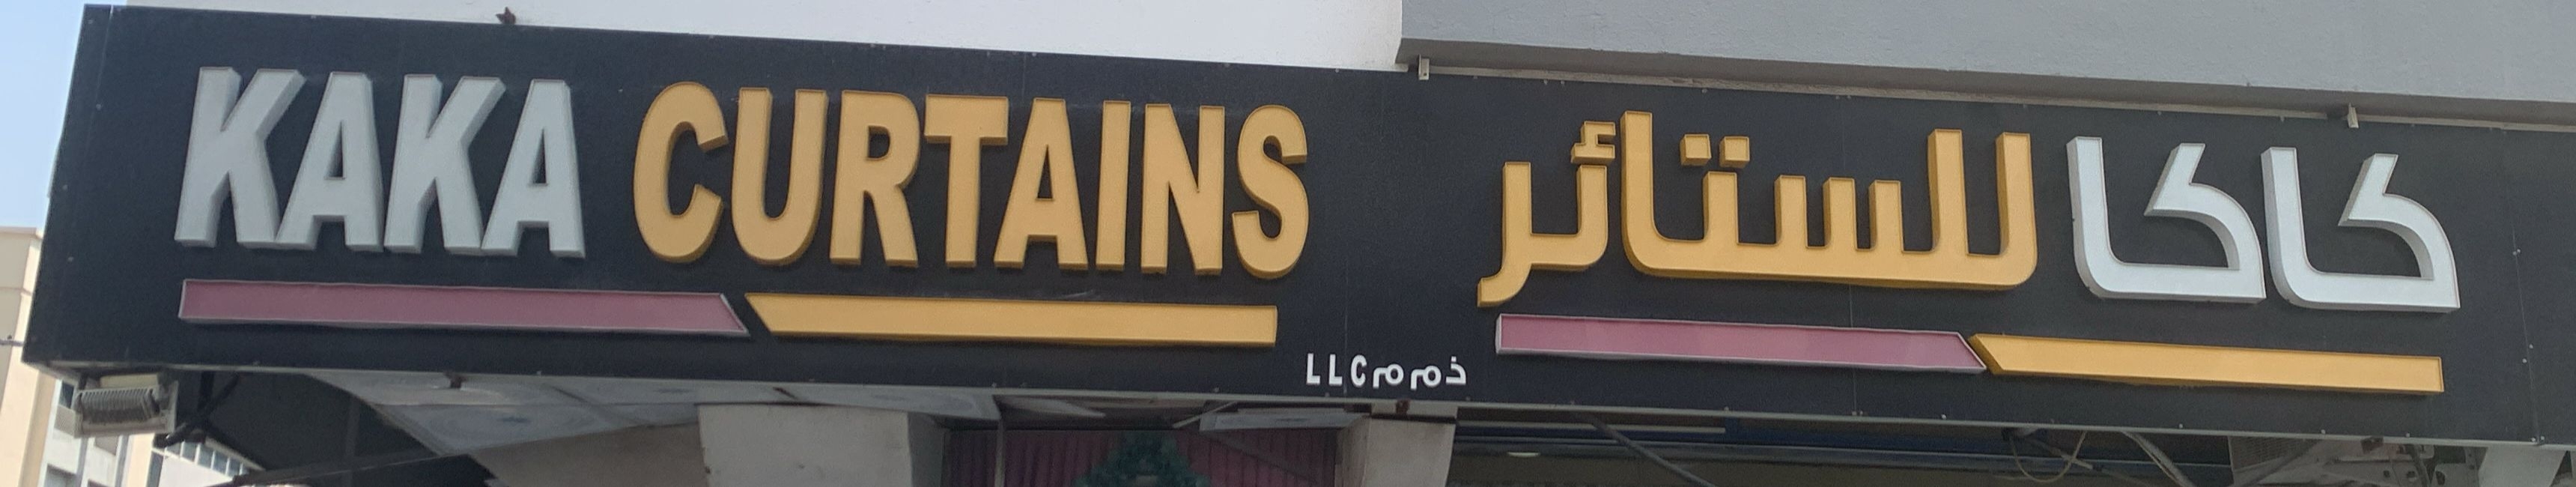 KAKA CURTAINS
كاكا للستائر
LLC ذ م م